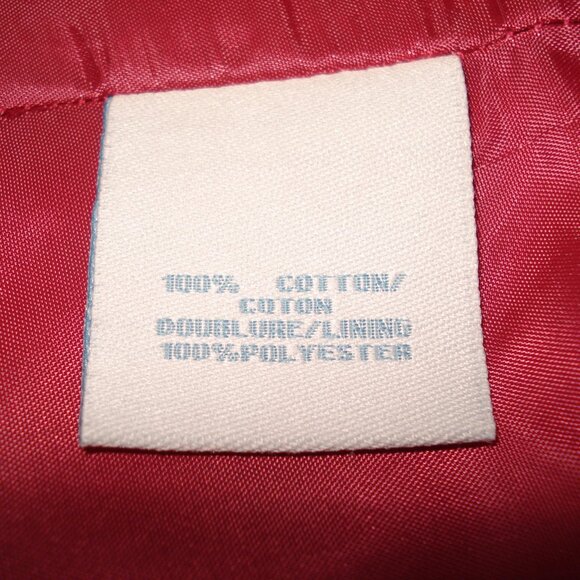 100% COTTON/
COTON
DOUBLURE/LINING
100%POLYESTER